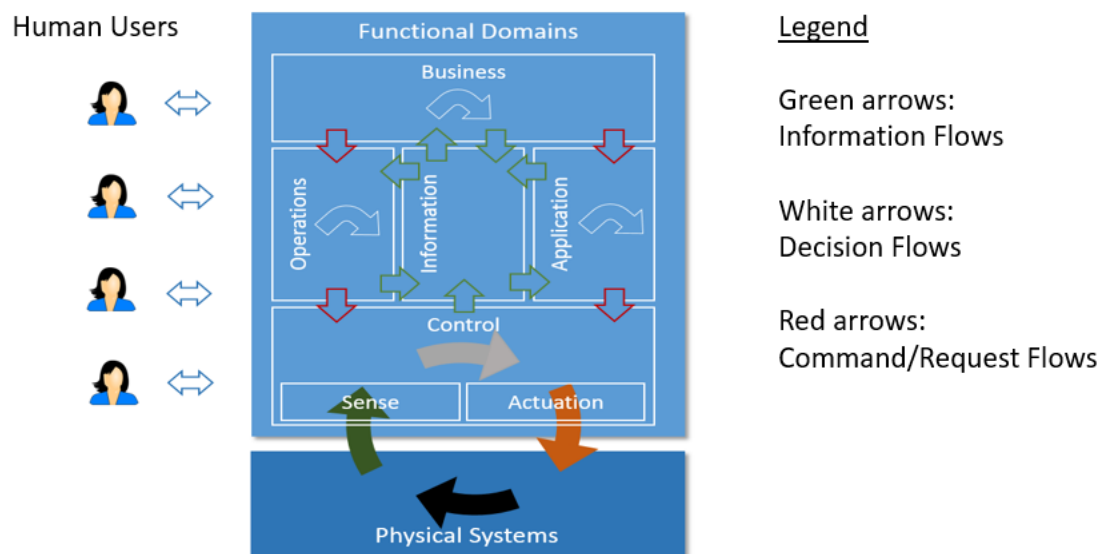 Human Users
Functional Domains
Business
Operations
Information
Application
Control
Sense
Actuation
Physical Systems
Legend
Green arrows:
Information Flows
White arrows:
Decision Flows
Red arrows:
Command/Request Flows